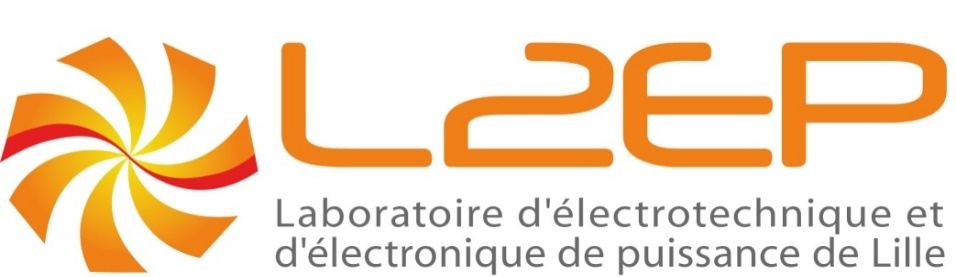 L2EP
Laboratoire d'électrotechnique et
d'électronique de puissance de Lille